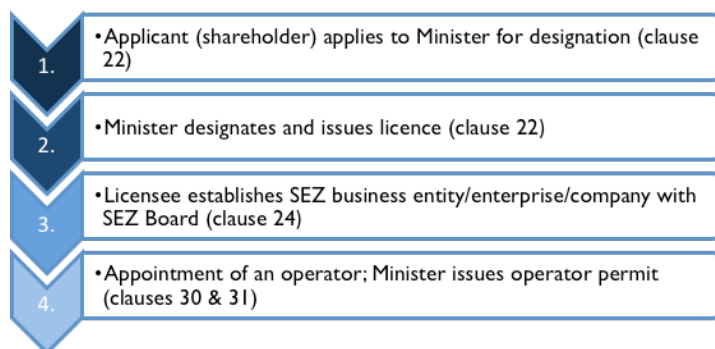 1.
•Applicant (shareholder) applies to Minister for designation (clause
22)
2.
•Minister designates and issues licence (clause 22)
3.
•Licensee establishes SEZ business entity/enterprise/company with
SEZ Board (clause 24)
4.
•Appointment of an operator; Minister issues operator permit
(clauses 30 & 31)